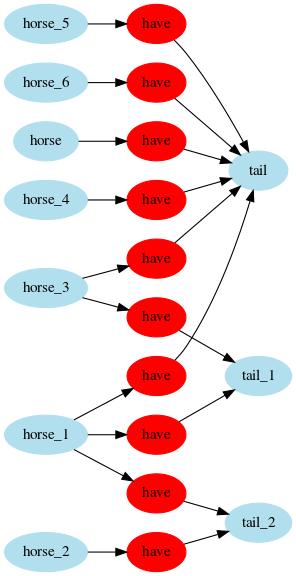 horse_5 have
horse_6 have
horse have
tail
horse_4 have
have
horse_3
have
have tail_1
horse_1 have
have
tail_2
horse_2 have